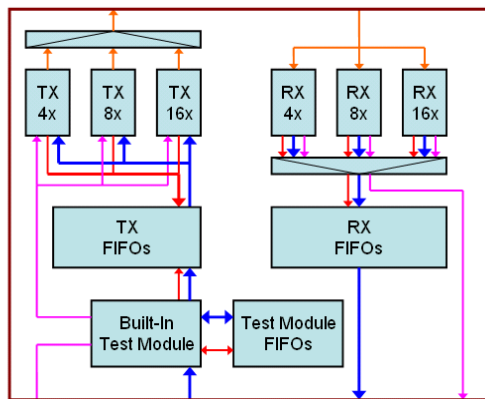 TX
4x
TX
8x
TX
16x
RX
4x
RX
8x
RX
16x
TX
FIFOs
RX
FIFOs
Built-In
Test Module
Test Module
FIFOs